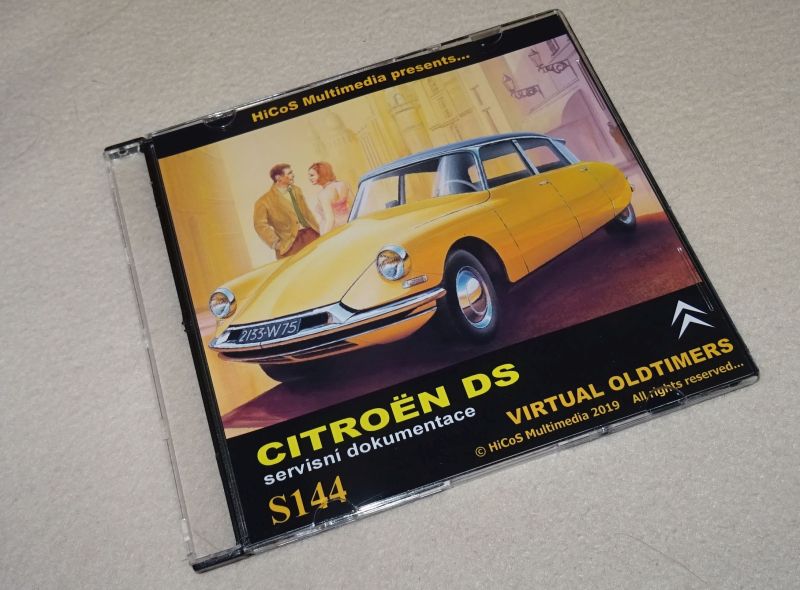 HiCoS Multimedia presents...
2133-W75
CITROËN DS
servisní dokumentace
VIRTUAL OLDTIMERS
© HiCoS Multimedia 2019 All rights reserved...
S144